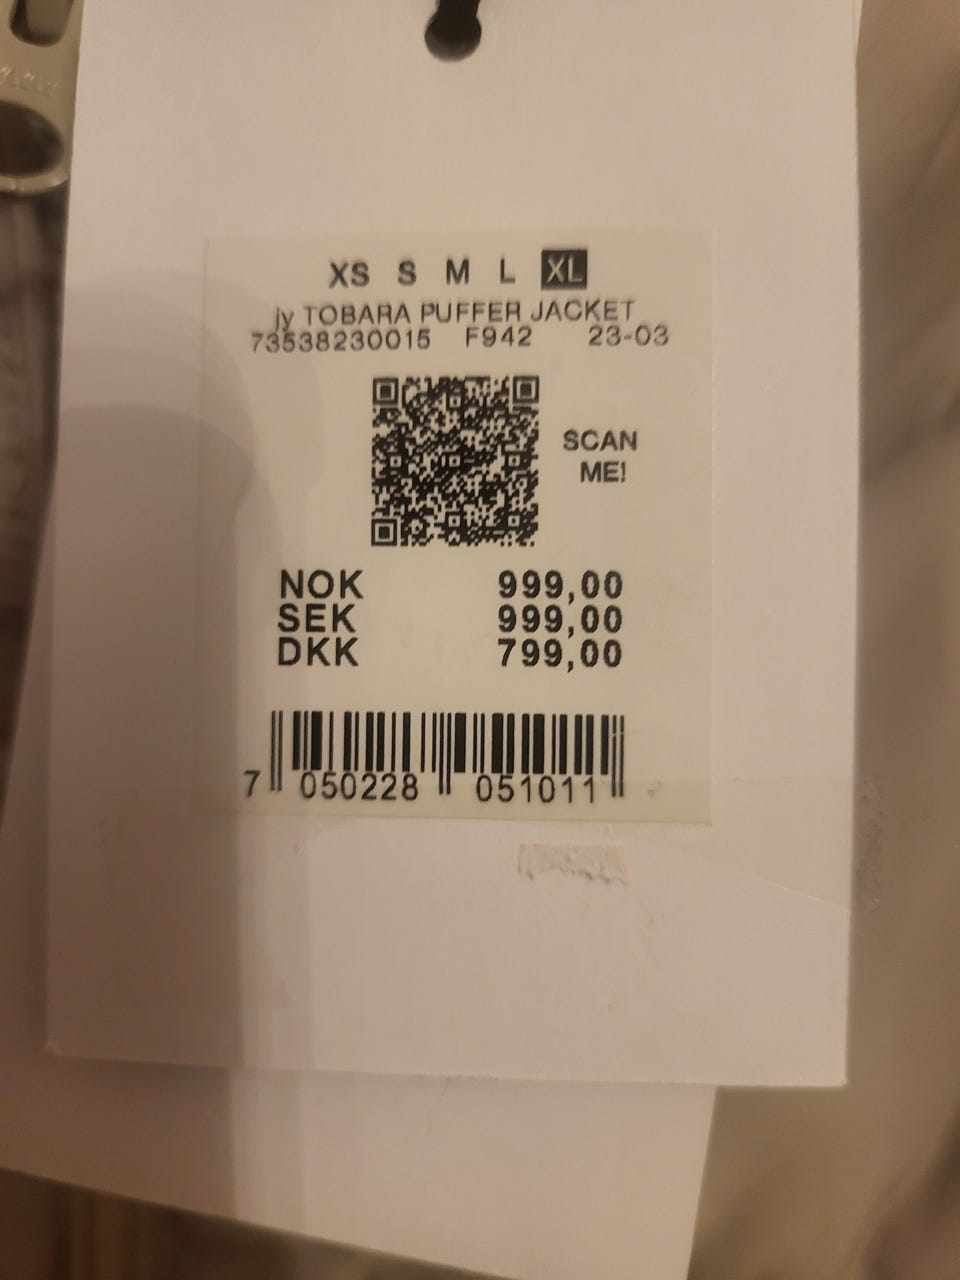 XS S M L XL
jy TOBARA PUFFER JACKET
73538230015 F942 23-03
SCAN
ME!
NOK 999,00
SEK 999,00
DKK 799,00
7 050228 051011